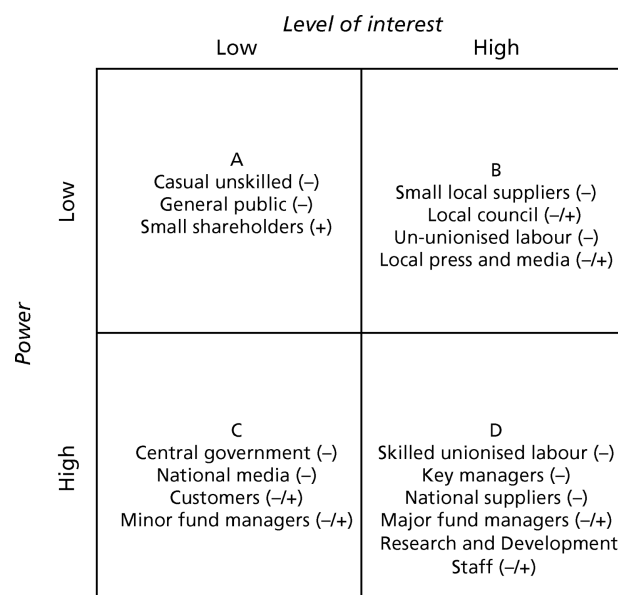 Level of interest
Low
High
Power
Low
A
Casual unskilled (–)
General public (–)
Small shareholders (+)
B
Small local suppliers (–)
Local council (–/+)
Un-unionised labour (–)
Local press and media (–/+)
High
C
Central government (–)
National media (–)
Customers (–/+)
Minor fund managers (–/+)
D
Skilled unionised labour (–)
Key managers (–)
National suppliers (–)
Major fund managers (–/+)
Research and Development
Staff (–/+)